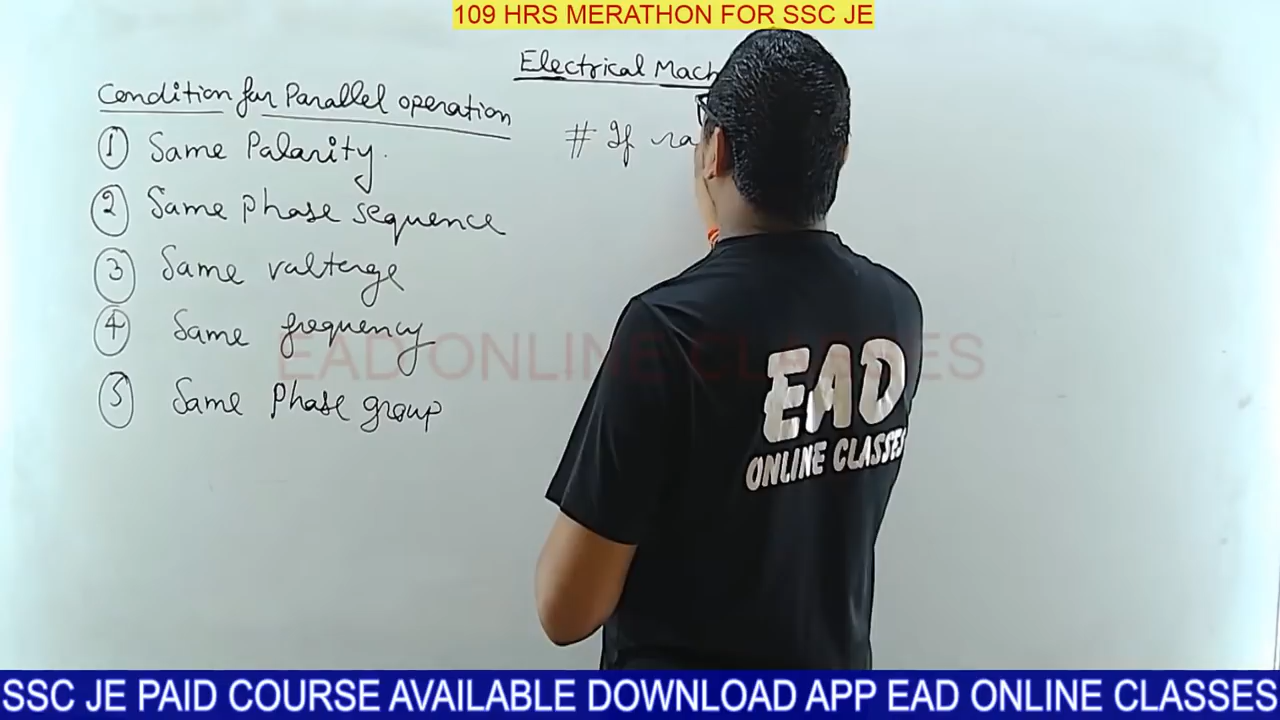 109 HRS MERATHON FOR SSC JE
Electrical Mach
Condition for Parallel operation
① Same Palarity.
② Same phase sequence
③ Same valtage
④ Same frequency
⑤ Same Phase group
# If ra
EAD ONLINE CLASSES
EAD
ONLINE CLASSES
SSC JE PAID COURSE AVAILABLE DOWNLOAD APP EAD ONLINE CLASSES